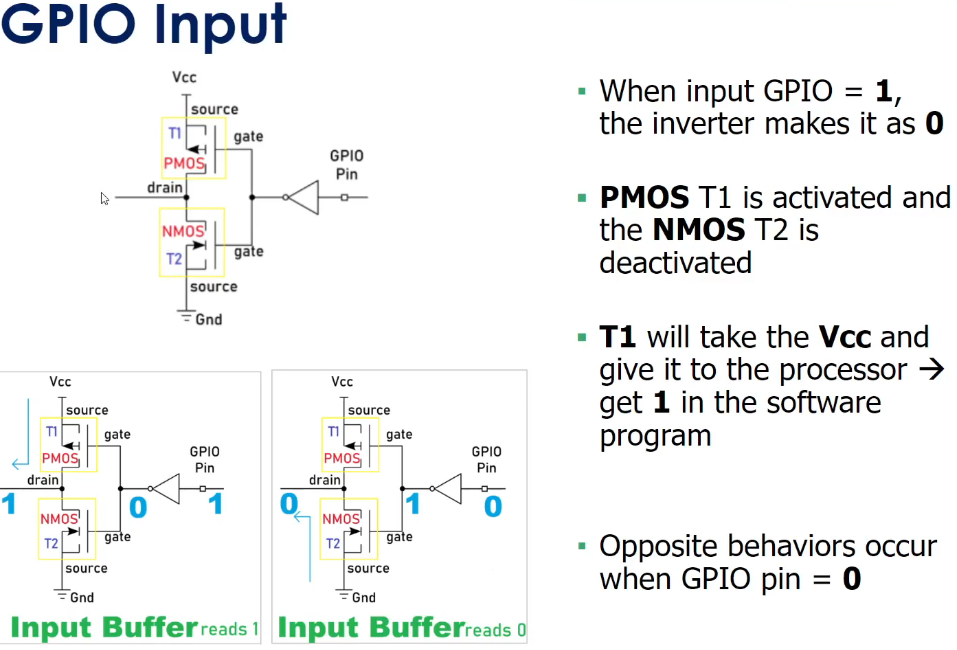 GPIO Input
Vcc
source
T1
gate
PMOS
GPIO
Pin
drain
NMOS
gate
T2
source
Gnd
▪ When input GPIO = 1,
the inverter makes it as 0
▪ PMOS T1 is activated and
the NMOS T2 is
deactivated
▪ T1 will take the Vcc and
give it to the processor →
get 1 in the software
program
▪ Opposite behaviors occur
when GPIO pin = 0
Vcc
source
T1
gate
PMOS
GPIO
Pin
drain
1
0
1
NMOS
gate
T2
source
Gnd
Input Buffer reads 1
Vcc
source
T1
gate
PMOS
GPIO
Pin
drain
0
1
0
NMOS
gate
T2
source
Gnd
Input Buffer reads 0